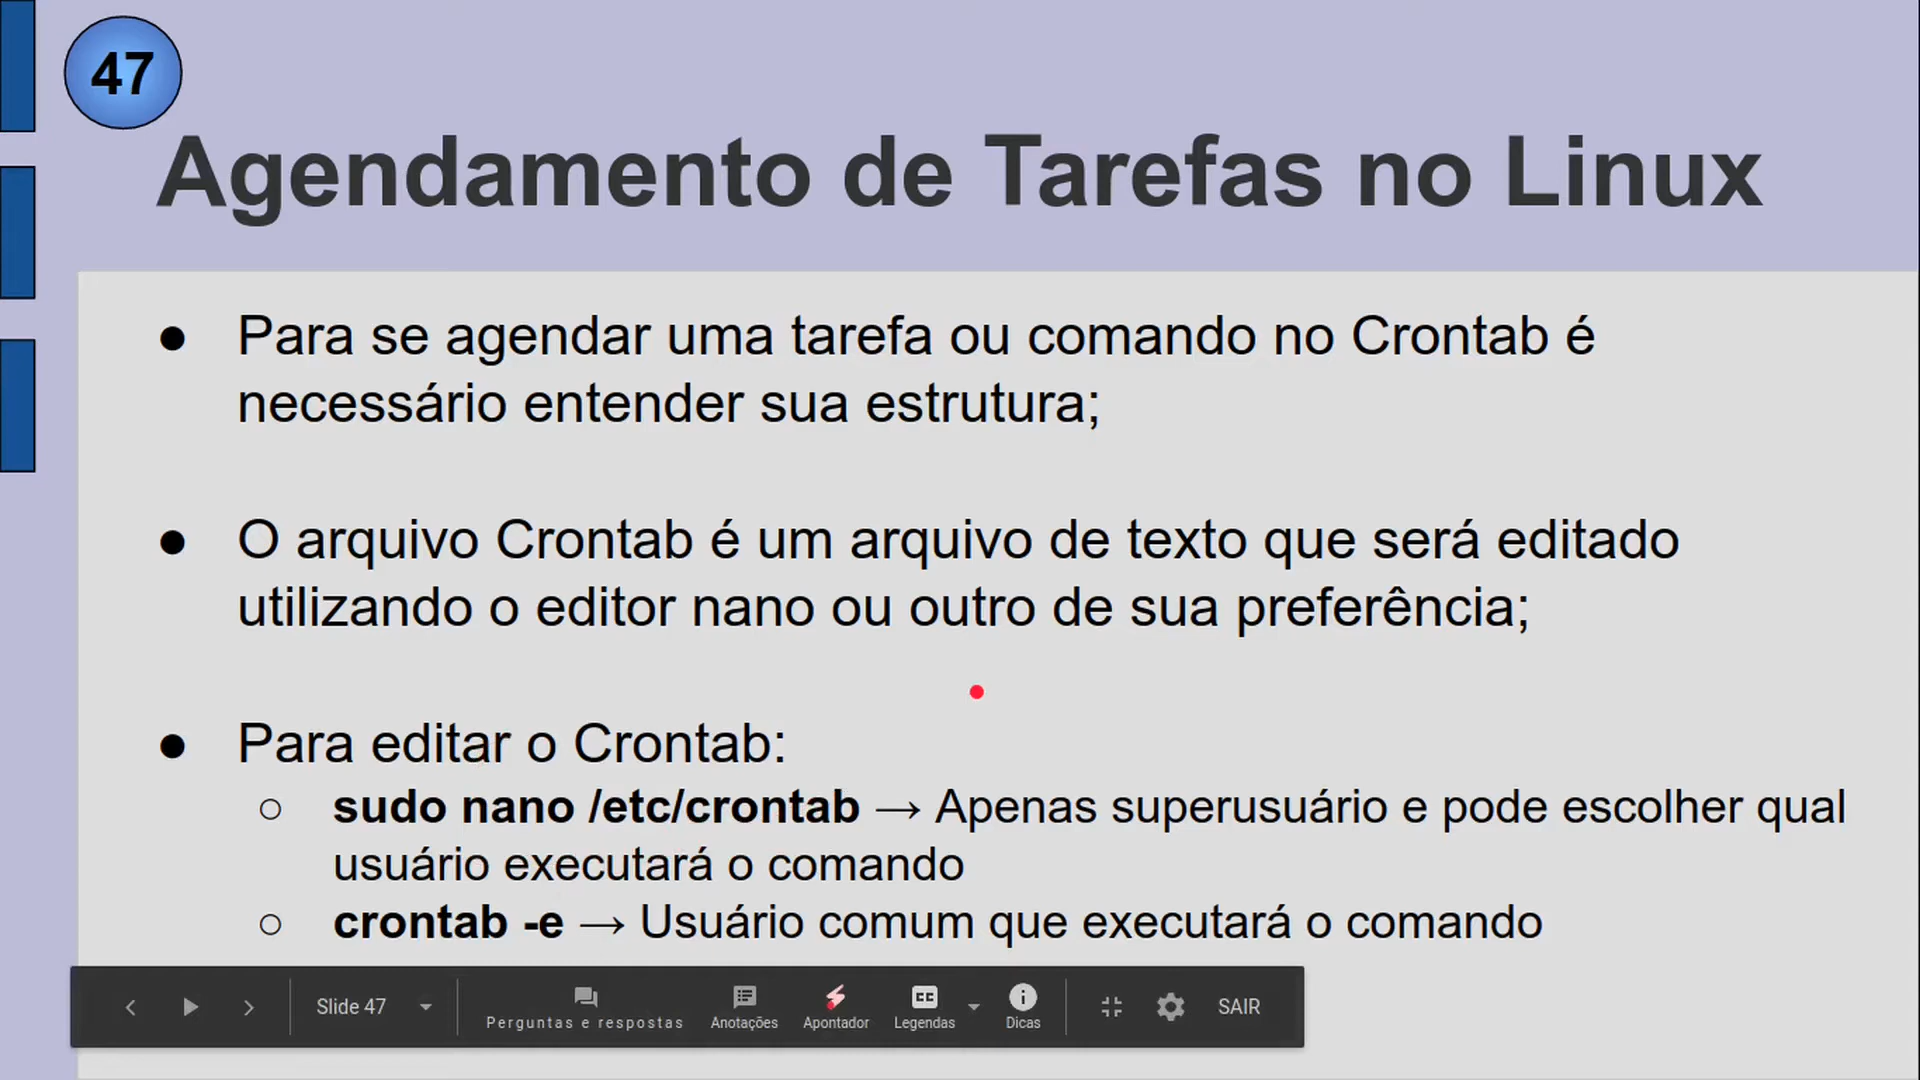 47
Agendamento de Tarefas no Linux
● Para se agendar uma tarefa ou comando no Crontab é
necessário entender sua estrutura;
● O arquivo Crontab é um arquivo de texto que será editado
utilizando o editor nano ou outro de sua preferência;
● Para editar o Crontab:
○ sudo nano /etc/crontab → Apenas superusuário e pode escolher qual
usuário executará o comando
○ crontab -e → Usuário comum que executará o comando
Slide 47
Perguntas e respostas
Anotações
Apontador
CC
Legendas
Dicas
SAIR